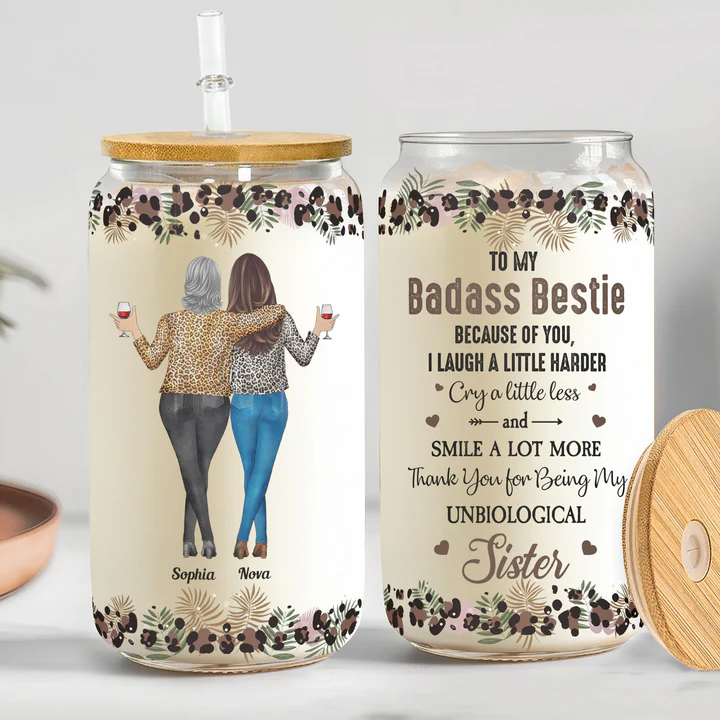 Sophia Nova
TO MY
Badass Bestie
BECAUSE OF YOU,
I LAUGH A LITTLE HARDER
Cry a little less
and
SMILE A LOT MORE
Thank You for Being My
UNBIOLOGICAL
Sister